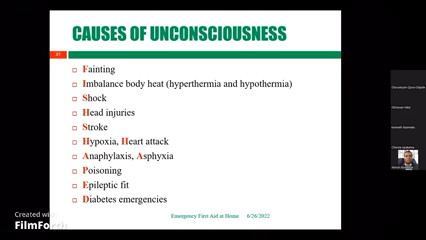 CAUSES OF UNCONSCIOUSNESS
37
Fainting
Imbalance body heat (hyperthermia and hypothermia)
Shock
Head injuries
Stroke
Hypoxia, Heart attack
Anaphylaxis, Asphyxia
Poisoning
Epileptic fit
Diabetes emergencies
Emergency First Aid at Home 6/26/2022
Created with